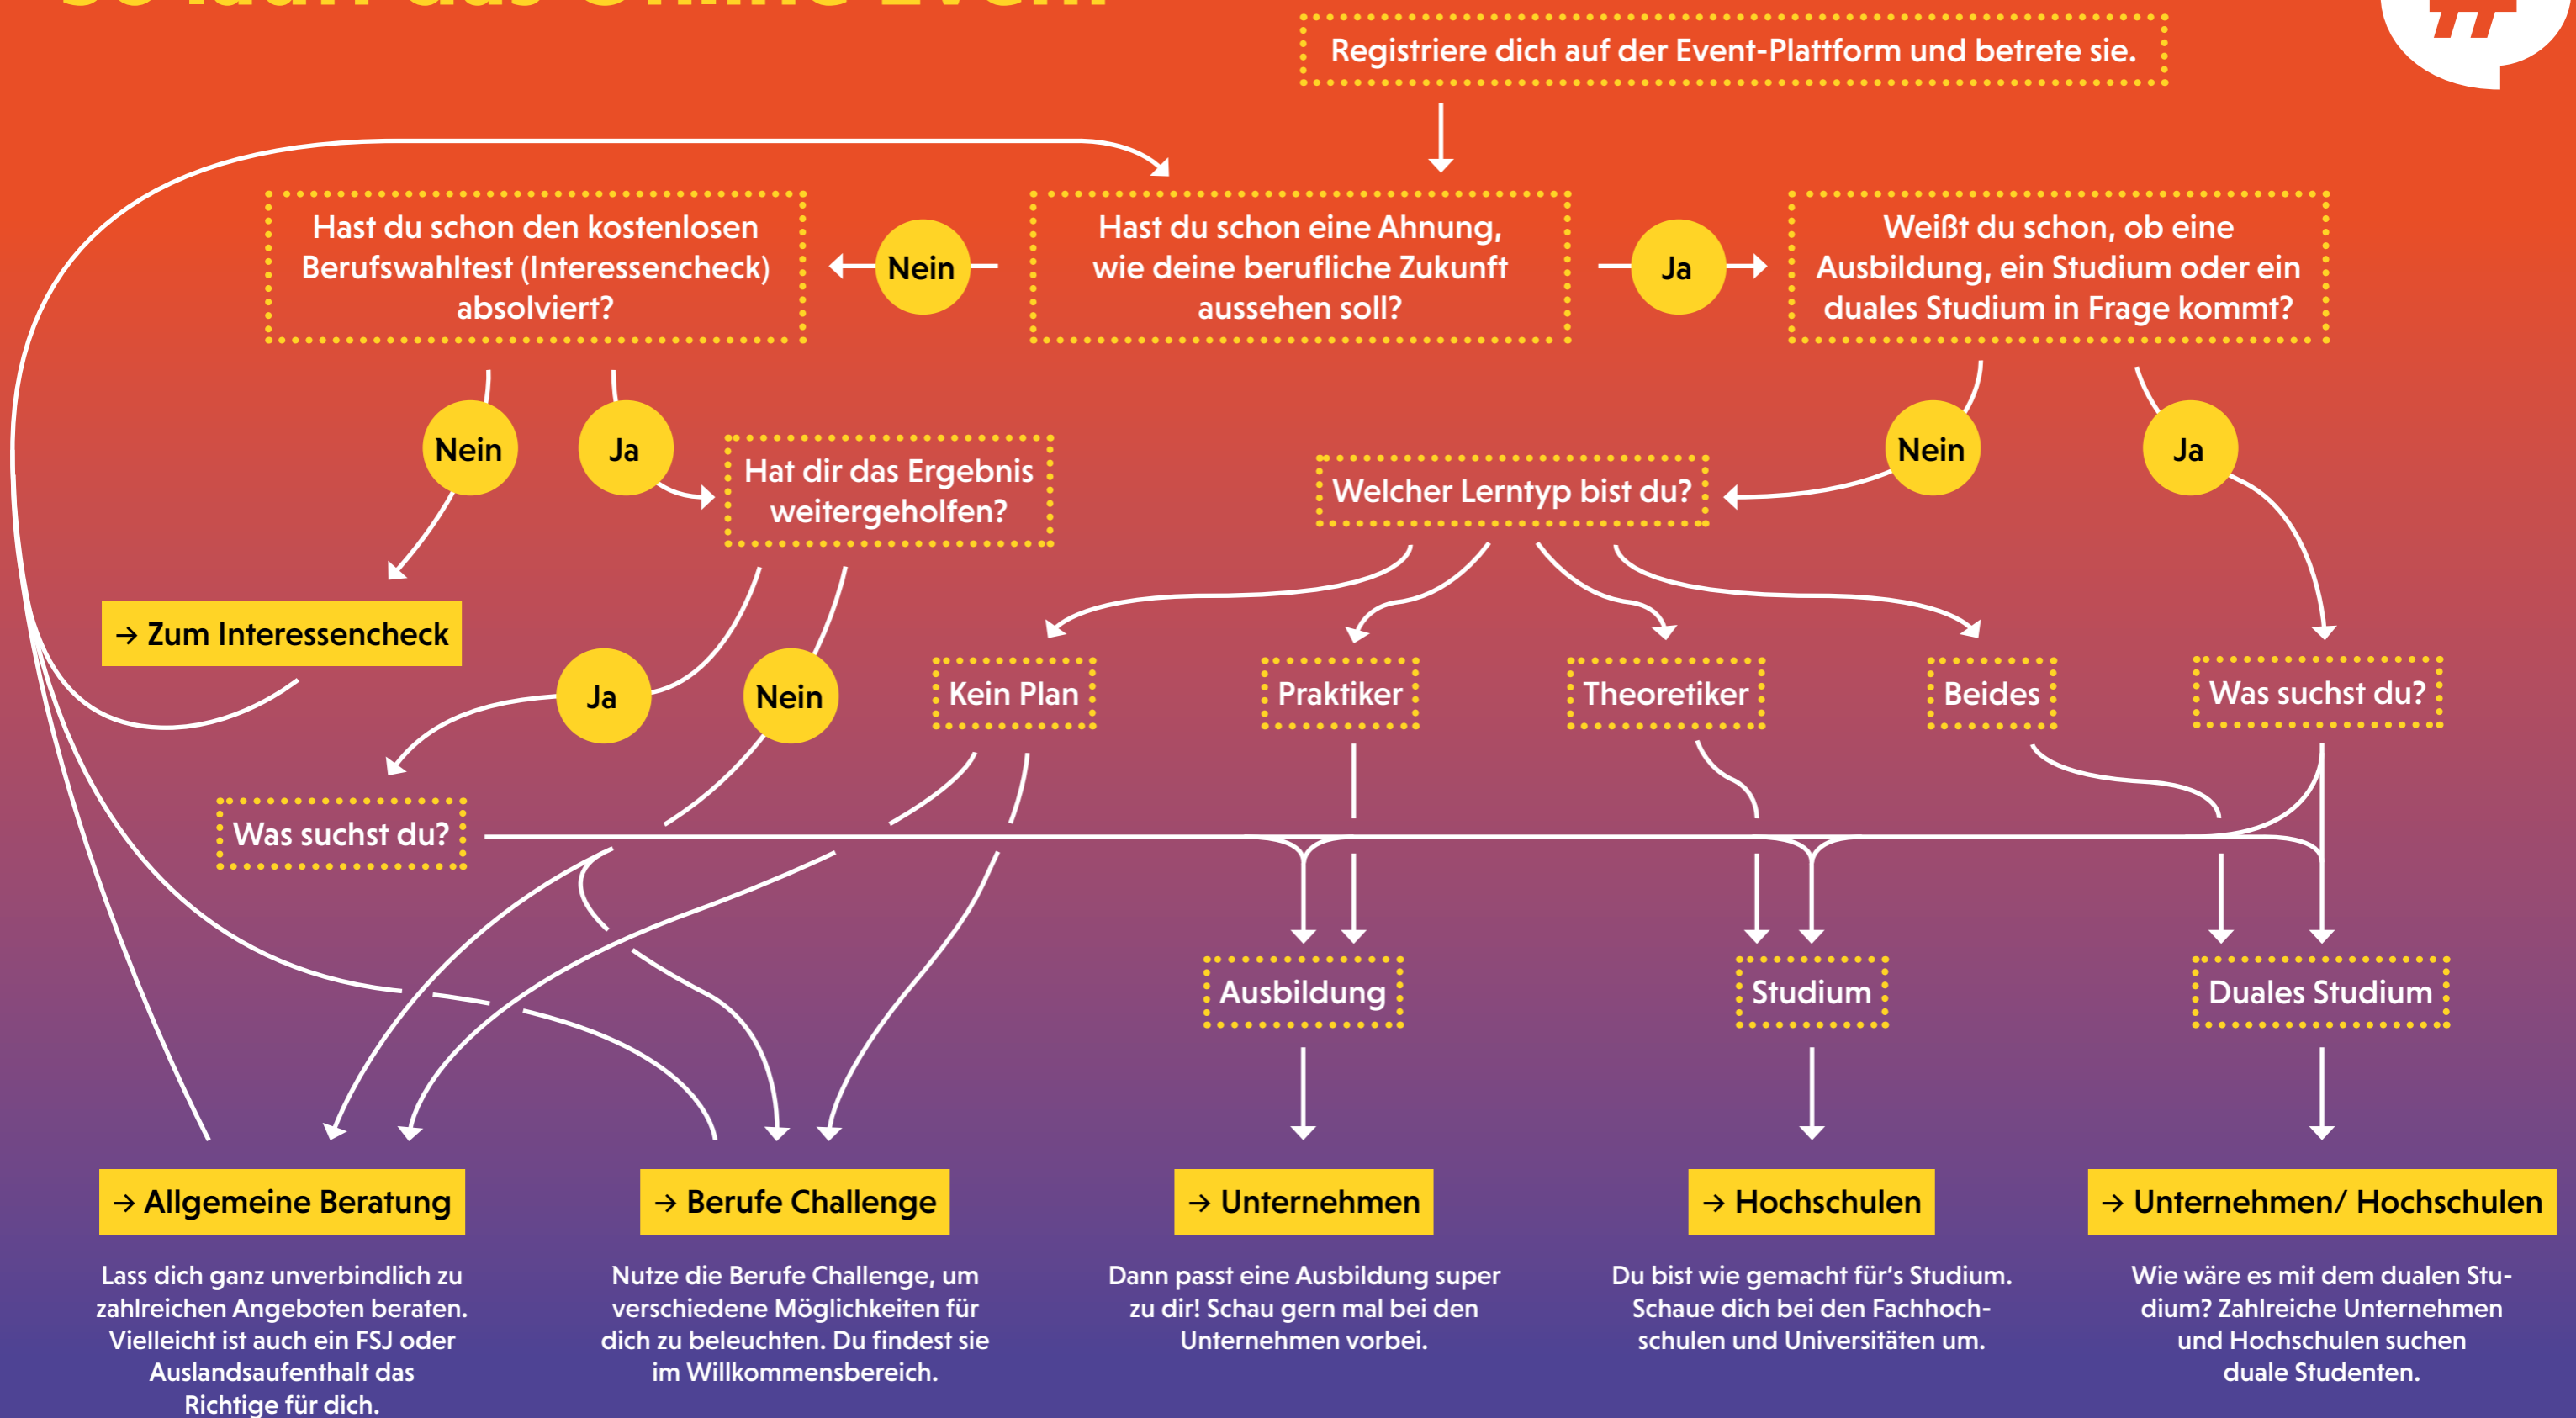 So läuft das Online-Event
#
Registriere dich auf der Event-Plattform und betrete sie.
Hast du schon den kostenlosen
Berufswahltest (Interessencheck)
absolviert?
Nein
Hast du schon eine Ahnung,
wie deine berufliche Zukunft
aussehen soll?
Ja
Weißt du schon, ob eine
Ausbildung, ein Studium oder ein
duales Studium in Frage kommt?
Nein
Ja
Hat dir das Ergebnis
weitergeholfen?
Welcher Lerntyp bist du?
Nein
Ja
→ Zum Interessencheck
Ja
Nein
Kein Plan
Praktiker
Theoretiker
Beides
Was suchst du?
Was suchst du?
Ausbildung
Studium
Duales Studium
→ Allgemeine Beratung
Lass dich ganz unverbindlich zu
zahlreichen Angeboten beraten.
Vielleicht ist auch ein FSJ oder
Auslandsaufenthalt das
Richtige für dich.
→ Berufe Challenge
Nutze die Berufe Challenge, um
verschiedene Möglichkeiten für
dich zu beleuchten. Du findest sie
im Willkommensbereich.
→ Unternehmen
Dann passt eine Ausbildung super
zu dir! Schau gern mal bei den
Unternehmen vorbei.
→ Hochschulen
Du bist wie gemacht für‘s Studium.
Schaue dich bei den Fachhoch-
schulen und Universitäten um.
→ Unternehmen/ Hochschulen
Wie wäre es mit dem dualen Stu-
dium? Zahlreiche Unternehmen
und Hochschulen suchen
duale Studenten.